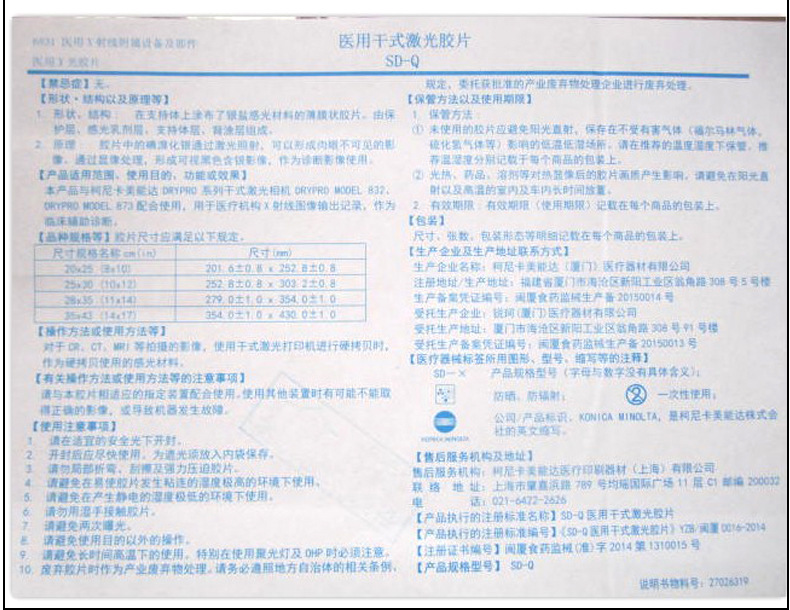 6831 医用X射线附属设备及部件
医用X光胶片
医用干式激光胶片
SD-Q
【禁忌症】无。
【形状·结构以及原理等】
1. 形状、结构： 在支持体上涂布了银盐感光材料的薄膜状胶片。由保
护层、感光乳剂层、支持体层、背涂层组成。
2. 原理： 胶片中的碘溴化银通过激光照射，可以形成肉眼不可见的影
像，通过显像处理，形成可视黑色含银影像，作为诊断影像使用。
【产品适用范围、使用目的、功能或效果】
本产品与柯尼卡美能达 DRYPRO 系列干式激光相机 DRYPRO MODEL 832、
DRYPRO MODEL 873 配合使用，用于医疗机构 X 射线图像输出记录，作为
临床辅助诊断。
【品种规格等】胶片尺寸应满足以下规定。
尺寸规格名称 cm(in) 尺寸(mm)
20x25 (8x10) 201.6±0.8 x 252.8±0.8
25x30 (10x12) 252.8±0.8 x 303.2±0.8
28x35 (11x14) 279.0±1.0 x 354.0±1.0
35x43 (14x17) 354.0±1.0 x 430.0±1.0
【操作方法或使用方法等】
对于 CR、CT、MRI 等拍摄的影像，使用干式激光打印机进行硬拷贝时，
作为硬拷贝使用的感光材料。
【有关操作方法或使用方法等的注意事项】
请与本胶片相适应的指定装置配合使用。使用其他装置时有可能不能取
得正确的影像，或导致机器发生故障。
【使用注意事项】
1. 请在适宜的安全光下开封。
2. 开封后应尽快使用。为遮光须放入内袋保存。
3. 请勿局部折弯、刮擦及强力压迫胶片。
4. 请避免在易使胶片发生粘连的湿度极高的环境下使用。
5. 请避免在产生静电的湿度极低的环境下使用。
6. 请勿用湿手接触胶片。
7. 请避免两次曝光。
8. 请避免使用目的以外的操作。
9. 请避免长时间高温下的使用，特别在使用聚光灯及 OHP 时必须注意。
10. 废弃胶片时作为产业废弃物处理。请务必遵照地方自治体的相关条例、
规定，委托获批准的产业废弃物处理企业进行废弃处理。
【保管方法以及使用期限】
1. 保管方法：
① 未使用的胶片应避免阳光直射，保存在不受有害气体（福尔马林气体、
硫化氢气体等）影响的低温低湿场所。请在推荐的温度湿度下保管。推
荐温湿度分别记载于每个商品的包装上。
② 光热、药品、溶剂等对热显像后的胶片画质产生影响，请避免在阳光直
射以及高温的室内及车内长时间放置。
2. 有效期限：有效期限（使用期限）记载在每个商品的包装上。
【包装】
尺寸、张数、包装形态等明细记载在每个商品的包装上。
【生产企业及生产地址联系方式】
生产企业名称：柯尼卡美能达（厦门）医疗器材有限公司
注册地址/生产地址：福建省厦门市海沧区新阳工业区翁角路 308 号 5 号楼
生产备案凭证编号：闽厦食药监械生产备 20150014 号
受托生产企业：锐珂(厦门)医疗器材有限公司
受托生产地址：厦门市海沧区新阳工业区翁角路 308 号 91 号楼
受托生产备案凭证编号：闽厦食药监械生产备 20150013 号
【医疗器械标签所用图形、型号、缩写等的注释】
SD-× 产品规格型号（字母与数字没有具体含义）；
防晒、防辐射； 一次性使用；
公司/产品标识，KONICA MINOLTA，是柯尼卡美能达株式会
社的英文缩写。
KONICA MINOLTA
【售后服务机构及地址】
售后服务机构：柯尼卡美能达医疗印刷器材（上海）有限公司
联 络 地 址：上海市肇嘉浜路 789 号均瑶国际广场 11 层 C1 邮编 200032
电 话：021-6422-2626
【产品执行的注册标准名称】SD-Q 医用干式激光胶片
【产品执行的注册标准编号】《SD-Q 医用干式激光胶片》YZB/闽厦 0016-2014
【注册证书编号】闽厦食药监械(准)字 2014 第 1310015 号
【产品规格型号】 SD-Q
说明书物料号：27026319